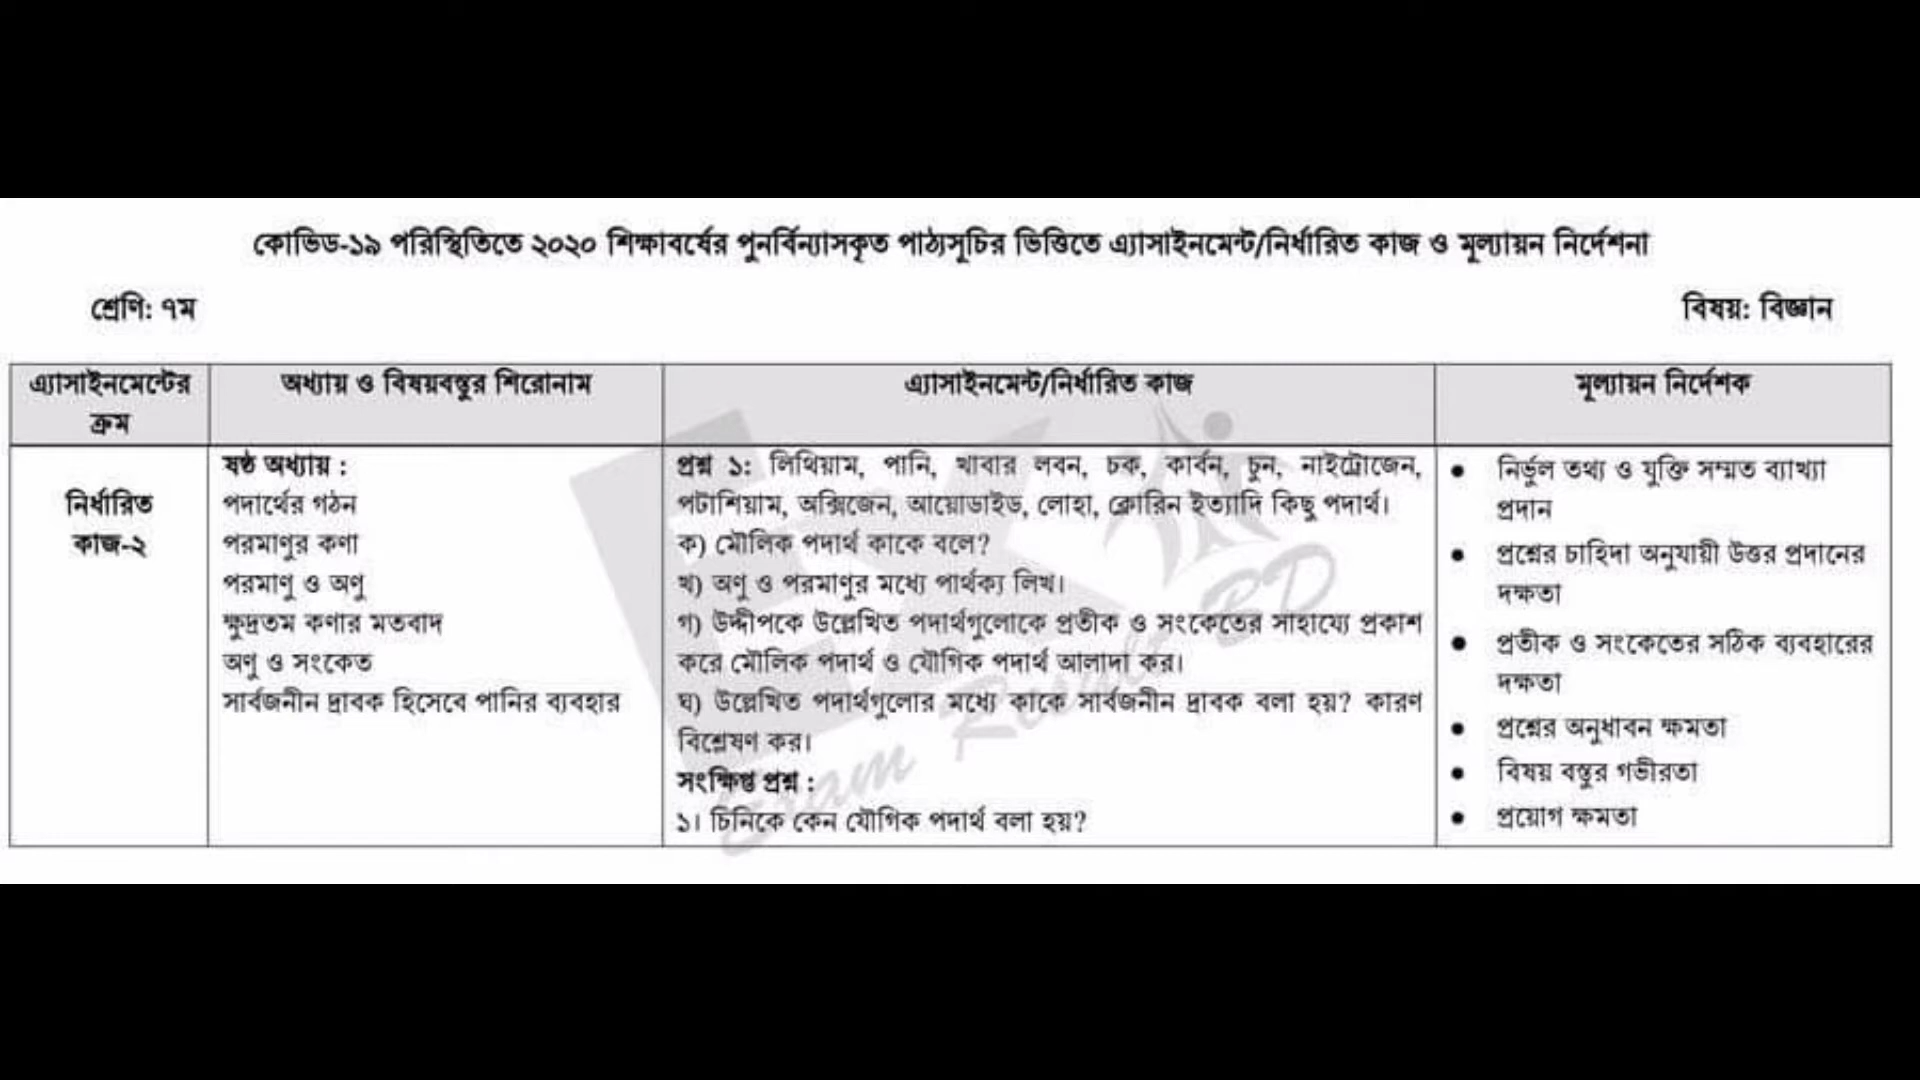 কোভিড-১৯ পরিস্থিতিতে ২০২০ শিক্ষাবর্ষের পুনর্বিন্যাসকৃত পাঠ্যসূচির ভিত্তিতে এ্যাসাইনমেন্ট/নির্ধারিত কাজ ও মূল্যায়ন নির্দেশনা
শ্রেণি: ৭ম
বিষয়: বিজ্ঞান
এ্যাসাইনমেন্টের
ক্রম
অধ্যায় ও বিষয়বস্তুর শিরোনাম
এ্যাসাইনমেন্ট/নির্ধারিত কাজ
মূল্যায়ন নির্দেশক
নির্ধারিত
কাজ-২
ষষ্ঠ অধ্যায় :
পদার্থের গঠন
পরমাণুর কণা
পরমাণু ও অণু
ক্ষুদ্রতম কণার মতবাদ
অণু ও সংকেত
সার্বজনীন দ্রাবক হিসেবে পানির ব্যবহার
প্রশ্ন ১: লিথিয়াম, পানি, খাবার লবন, চক, কার্বন, চুন, নাইট্রোজেন,
পটাশিয়াম, অক্সিজেন, আয়োডাইড, লোহা, ক্লোরিন ইত্যাদি কিছু পদার্থ।
ক) মৌলিক পদার্থ কাকে বলে?
খ) অণু ও পরমাণুর মধ্যে পার্থক্য লিখ।
গ) উদ্দীপকে উল্লেখিত পদার্থগুলোকে প্রতীক ও সংকেতের সাহায্যে প্রকাশ
করে মৌলিক পদার্থ ও যৌগিক পদার্থ আলাদা কর।
ঘ) উল্লেখিত পদার্থগুলোর মধ্যে কাকে সার্বজনীন দ্রাবক বলা হয়? কারণ
বিশ্লেষণ কর।
সংক্ষিপ্ত প্রশ্ন :
১। চিনিকে কেন যৌগিক পদার্থ বলা হয়?
● নির্ভুল তথ্য ও যুক্তি সম্মত ব্যাখ্যা
প্রদান
● প্রশ্নের চাহিদা অনুযায়ী উত্তর প্রদানের
দক্ষতা
● প্রতীক ও সংকেতের সঠিক ব্যবহারের
দক্ষতা
● প্রশ্নের অনুধাবন ক্ষমতা
● বিষয় বস্তুর গভীরতা
● প্রয়োগ ক্ষমতা